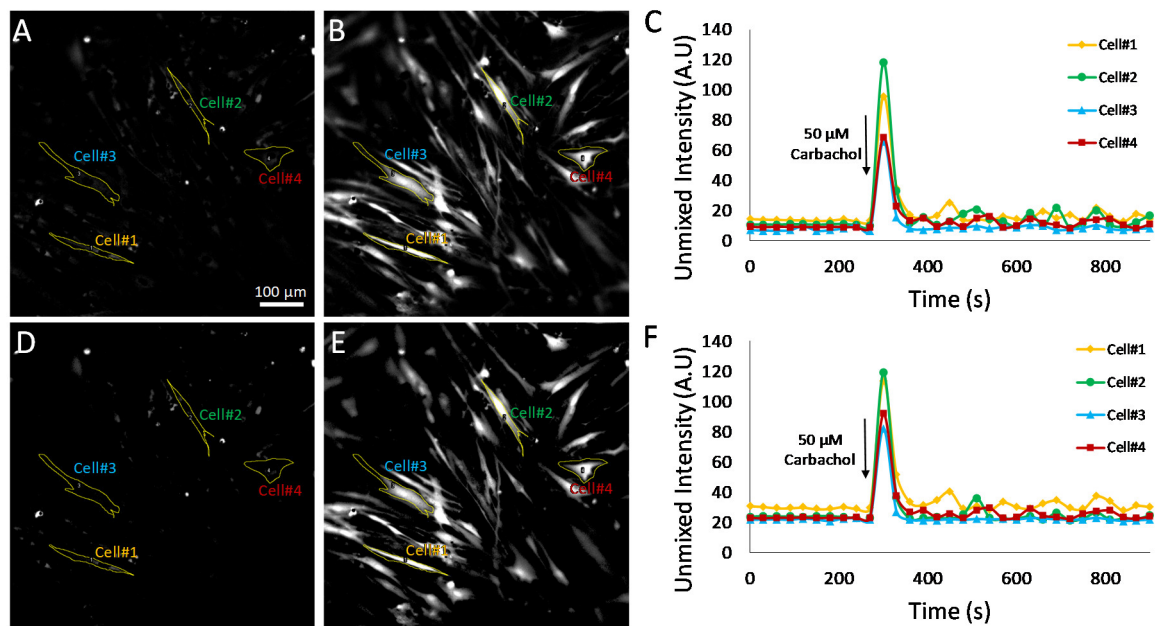 A
Cell#2
Cell#3
Cell#4
Cell#1
100 µm
B
Cell#2
Cell#3
Cell#4
Cell#1
C
Unmixed Intensity (A.U)
140
120
100
80
60
40
20
0
50 µM
Carbachol
Cell#1
Cell#2
Cell#3
Cell#4
0
200
400
600
800
Time (s)
D
Cell#2
Cell#3
Cell#4
Cell#1
E
Cell#2
Cell#3
Cell#4
Cell#1
F
Unmixed Intensity (A.U)
140
120
100
80
60
40
20
0
50 µM
Carbachol
Cell#1
Cell#2
Cell#3
Cell#4
0
200
400
600
800
Time (s)